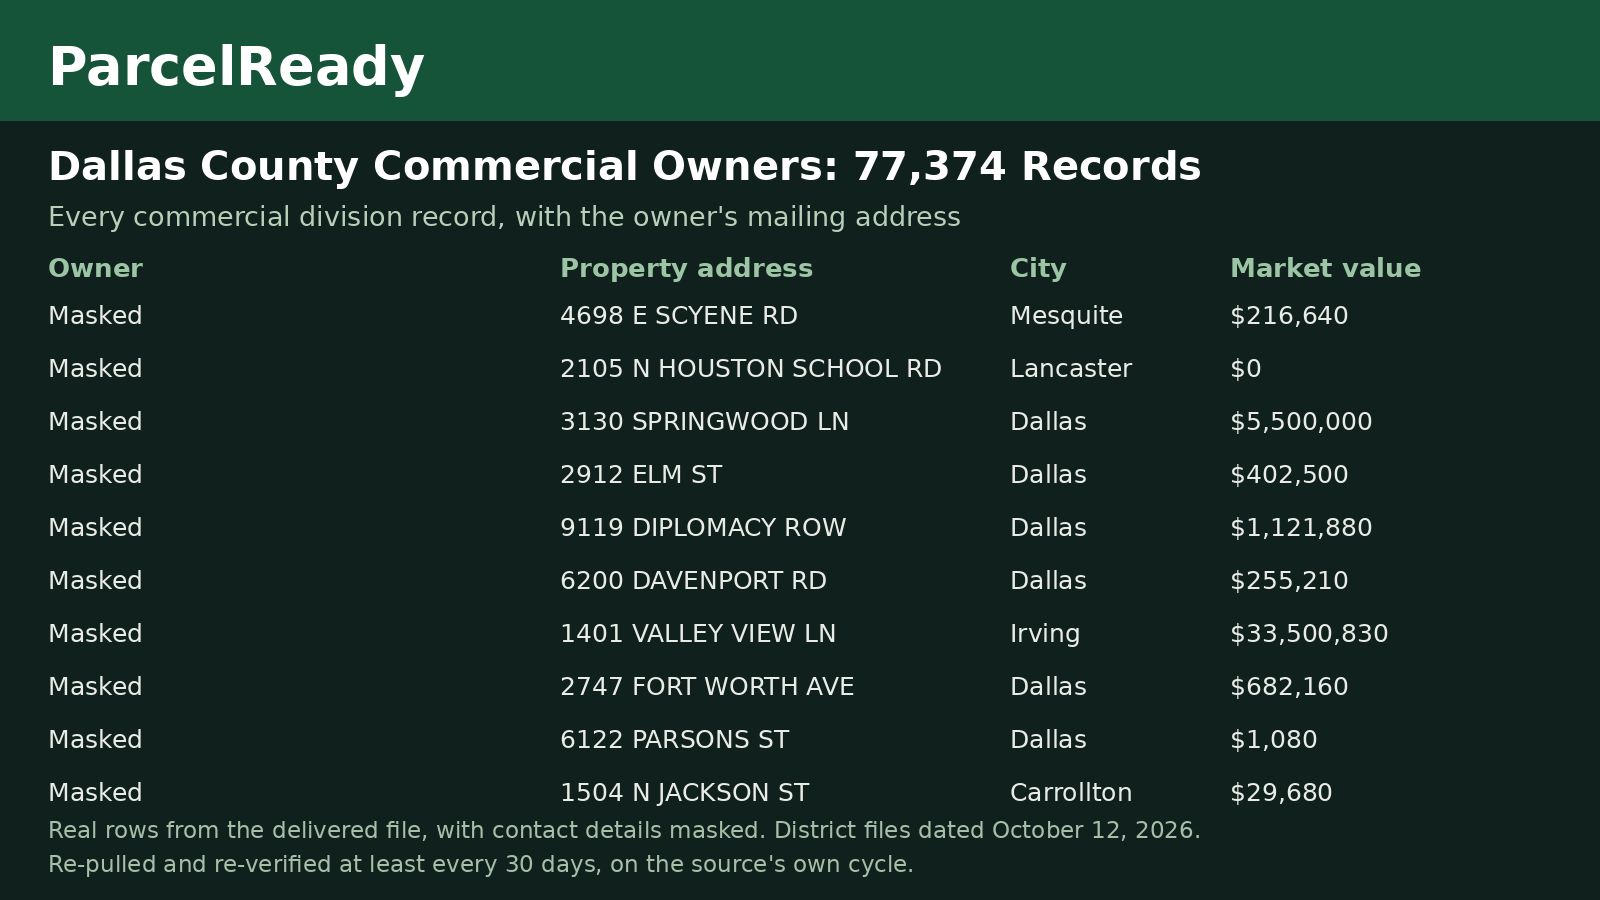 ParcelReady
Dallas County Commercial Owners: 77,374 Records
Every commercial division record, with the owner's mailing address
Owner Property address City Market value
Masked 4698 E SCYENE RD Mesquite $216,640
Masked 2105 N HOUSTON SCHOOL RD Lancaster $0
Masked 3130 SPRINGWOOD LN Dallas $5,500,000
Masked 2912 ELM ST Dallas $402,500
Masked 9119 DIPLOMACY ROW Dallas $1,121,880
Masked 6200 DAVENPORT RD Dallas $255,210
Masked 1401 VALLEY VIEW LN Irving $33,500,830
Masked 2747 FORT WORTH AVE Dallas $682,160
Masked 6122 PARSONS ST Dallas $1,080
Masked 1504 N JACKSON ST Carrollton $29,680
Real rows from the delivered file, with contact details masked. District files dated October 12, 2026.
Re-pulled and re-verified at least every 30 days, on the source's own cycle.